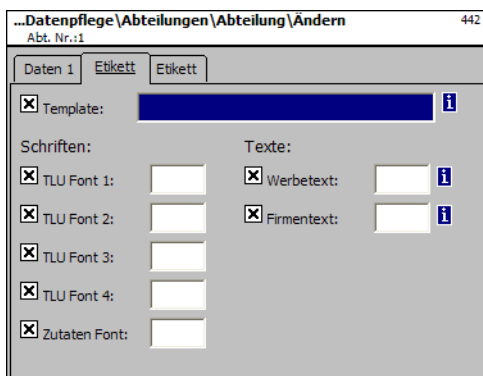 ...Datenpflege\Abteilungen\Abteilung\Ändern 442
Abt. Nr.:1
Daten 1 Etikett Etikett
Template: i
Schriften: Texte:
TLU Font 1: Werbetext: i
TLU Font 2: Firmentext: i
TLU Font 3:
TLU Font 4:
Zutaten Font: